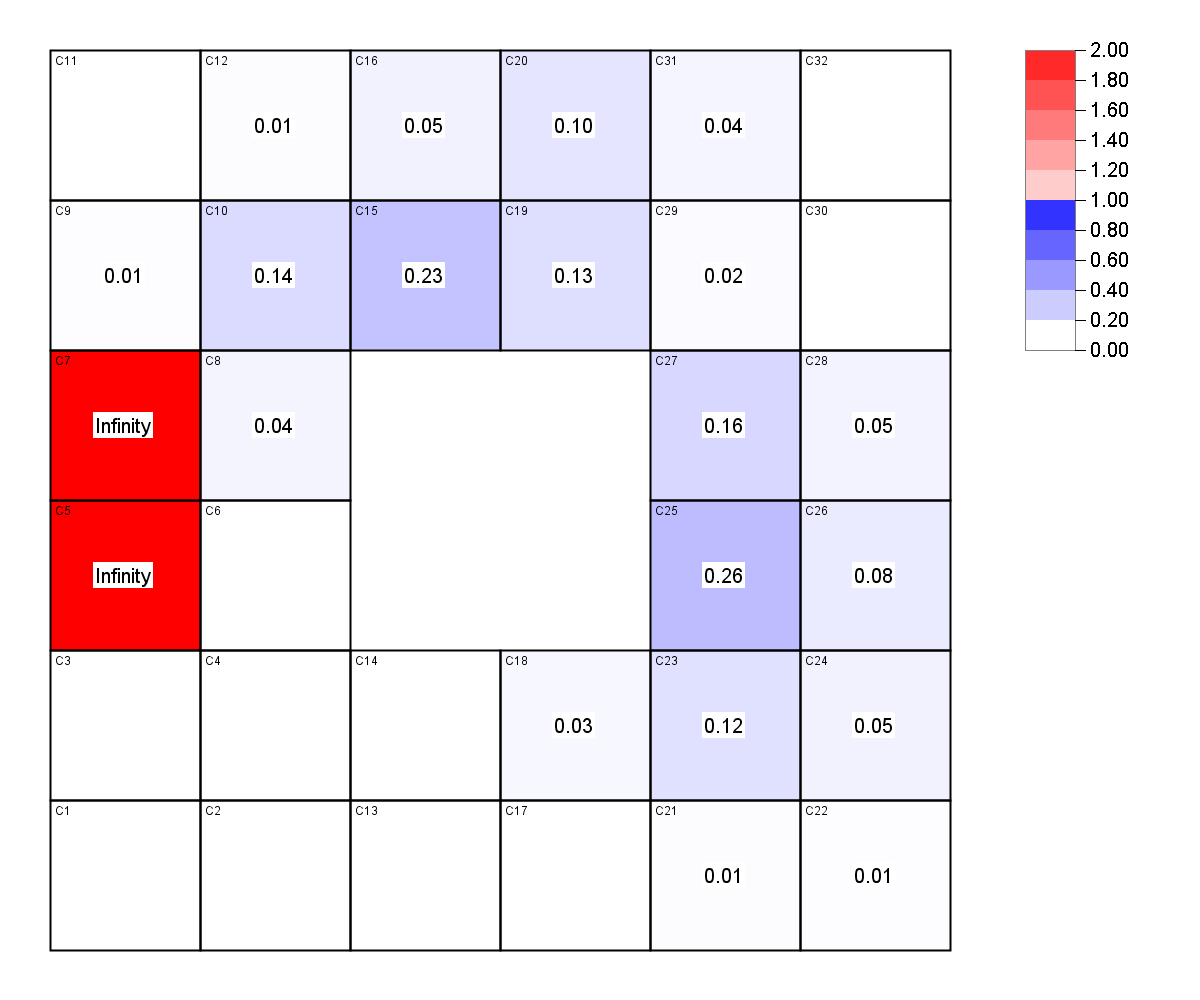 C11 C12 C16 C20 C31 C32
0.01 0.05 0.10 0.04
C9 C10 C15 C19 C29 C30
0.01 0.14 0.23 0.13 0.02
C7 C8 C27 C28
Infinity 0.04 0.16 0.05
C5 C6 C25 C26
Infinity 0.26 0.08
C3 C4 C14 C18 C23 C24
0.03 0.12 0.05
C1 C2 C13 C17 C21 C22
0.01 0.01
2.00
1.80
1.60
1.40
1.20
1.00
0.80
0.60
0.40
0.20
0.00